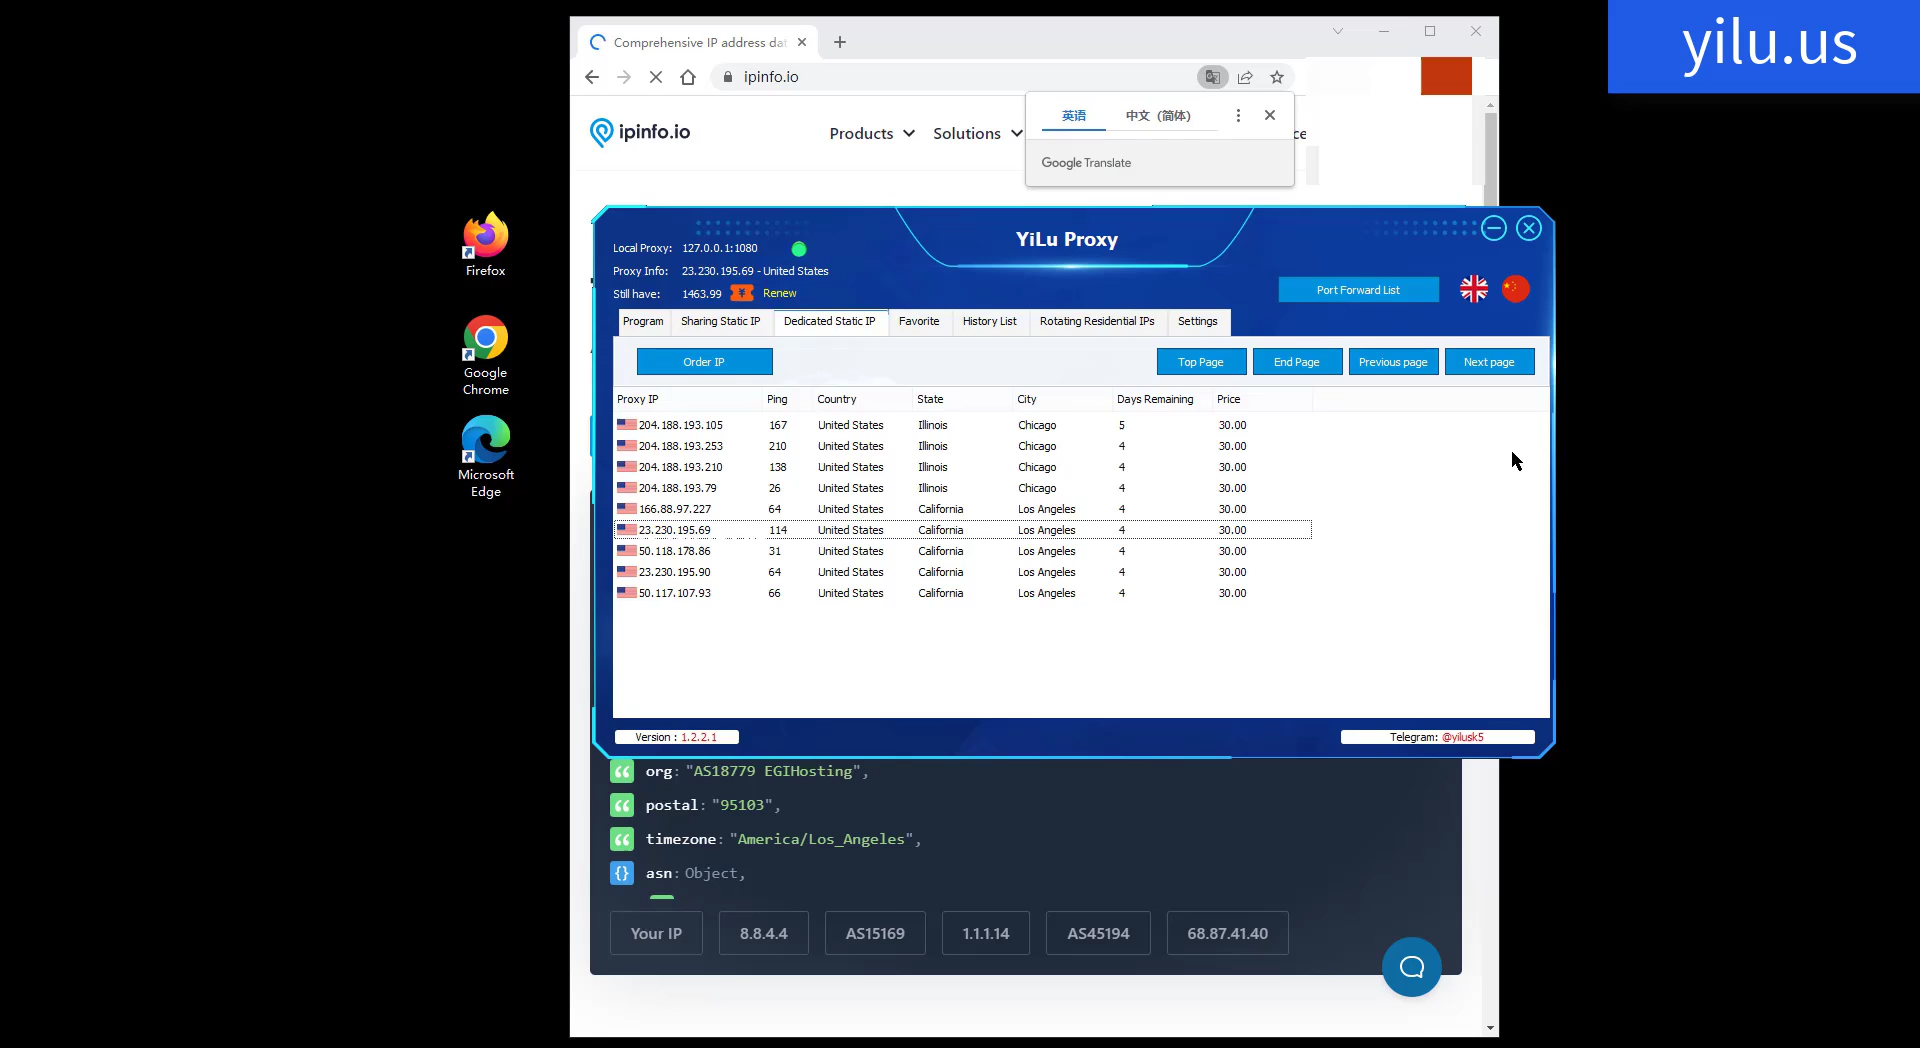 yilu.us
Comprehensive IP address dat
ipinfo.io
英语
中文（简体）
Google Translate
ipinfo.io
Products
Solutions
ce
Firefox
Google
Chrome
Microsoft
Edge
YiLu Proxy
Local Proxy: 127.0.0.1:1080
Proxy Info: 23.230.195.69 - United States
Still have: 1463.99 ¥ Renew
Port Forward List
Program Sharing Static IP Dedicated Static IP Favorite History List Rotating Residential IPs Settings
Order IP Top Page End Page Previous page Next page
Proxy IP Ping Country State City Days Remaining Price
204.188.193.105 167 United States Illinois Chicago 5 30.00
204.188.193.253 210 United States Illinois Chicago 4 30.00
204.188.193.210 138 United States Illinois Chicago 4 30.00
204.188.193.79 26 United States Illinois Chicago 4 30.00
166.88.97.227 64 United States California Los Angeles 4 30.00
23.230.195.69 114 United States California Los Angeles 4 30.00
50.118.178.86 31 United States California Los Angeles 4 30.00
23.230.195.90 64 United States California Los Angeles 4 30.00
50.117.107.93 66 United States California Los Angeles 4 30.00
Version : 1.2.2.1
Telegram: @yilusk5
org: "AS18779 EGIHosting",
postal: "95103",
timezone: "America/Los_Angeles",
{} asn: Object,
Your IP 8.8.4.4 AS15169 1.1.1.14 AS45194 68.87.41.40